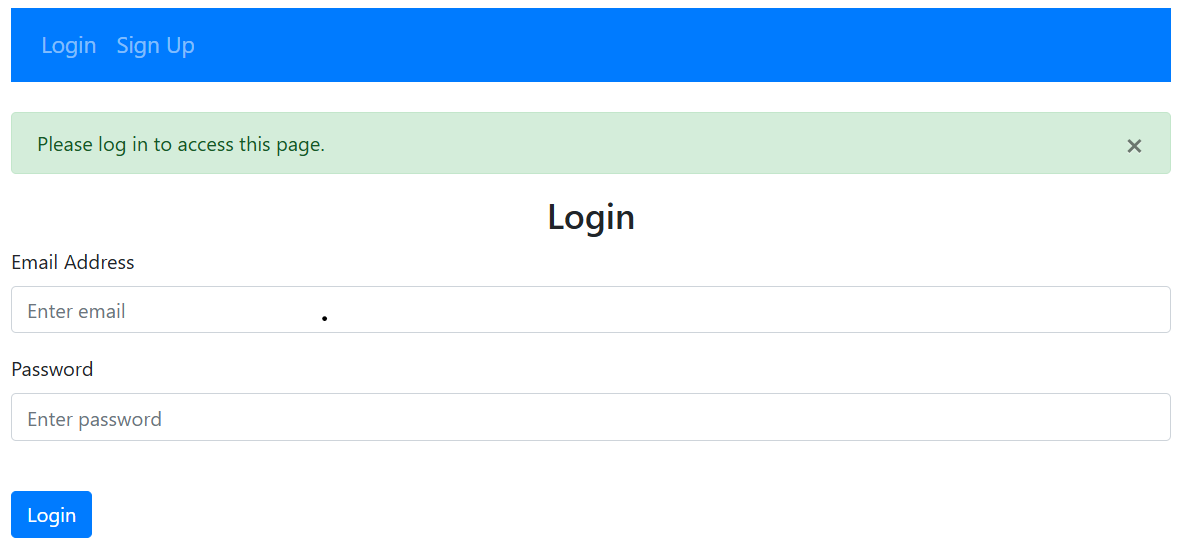 Login Sign Up
Please log in to access this page. ×
Login
Email Address
Enter email
Password
Enter password
Login